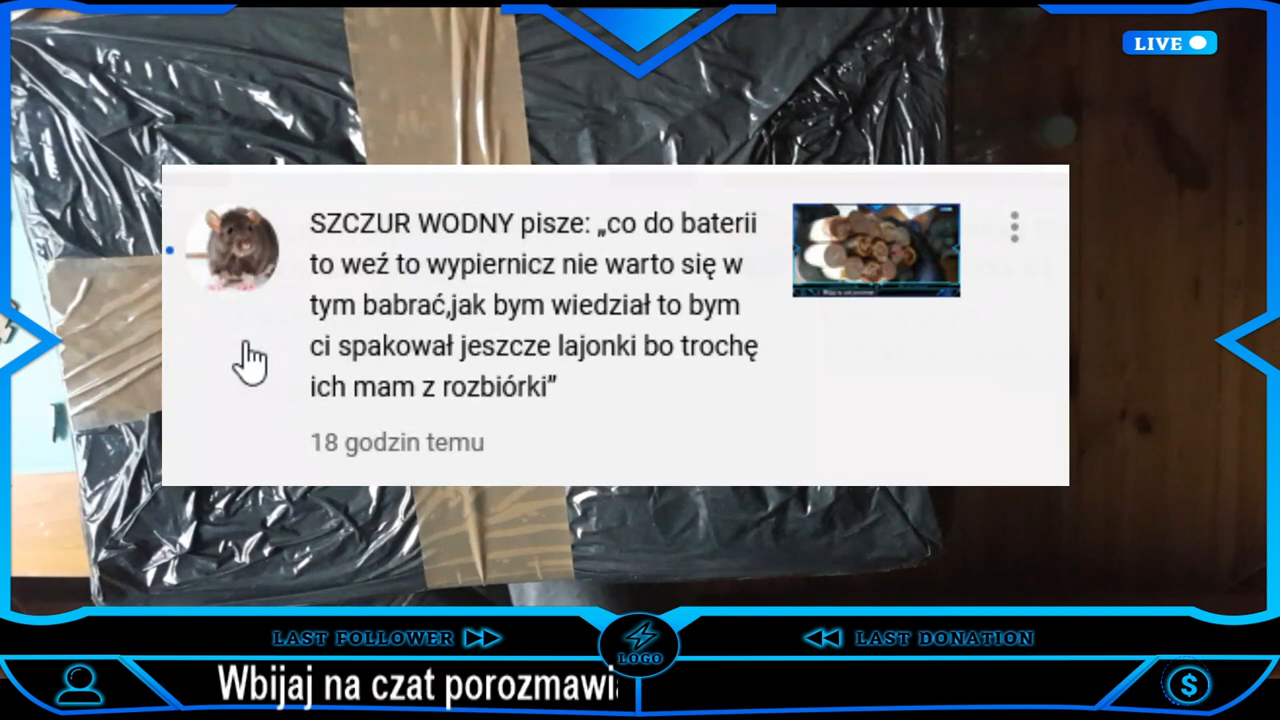 LIVE
SZCZUR WODNY pisze: „co do baterii
to weź to wypiernicz nie warto się w
tym babrać,jak bym wiedział to bym
ci spakował jeszcze lajonki bo trochę
ich mam z rozbiórki”
18 godzin temu
LAST FOLLOWER
LOGO
LAST DONATION
Wbijaj na czat porozmawi
$